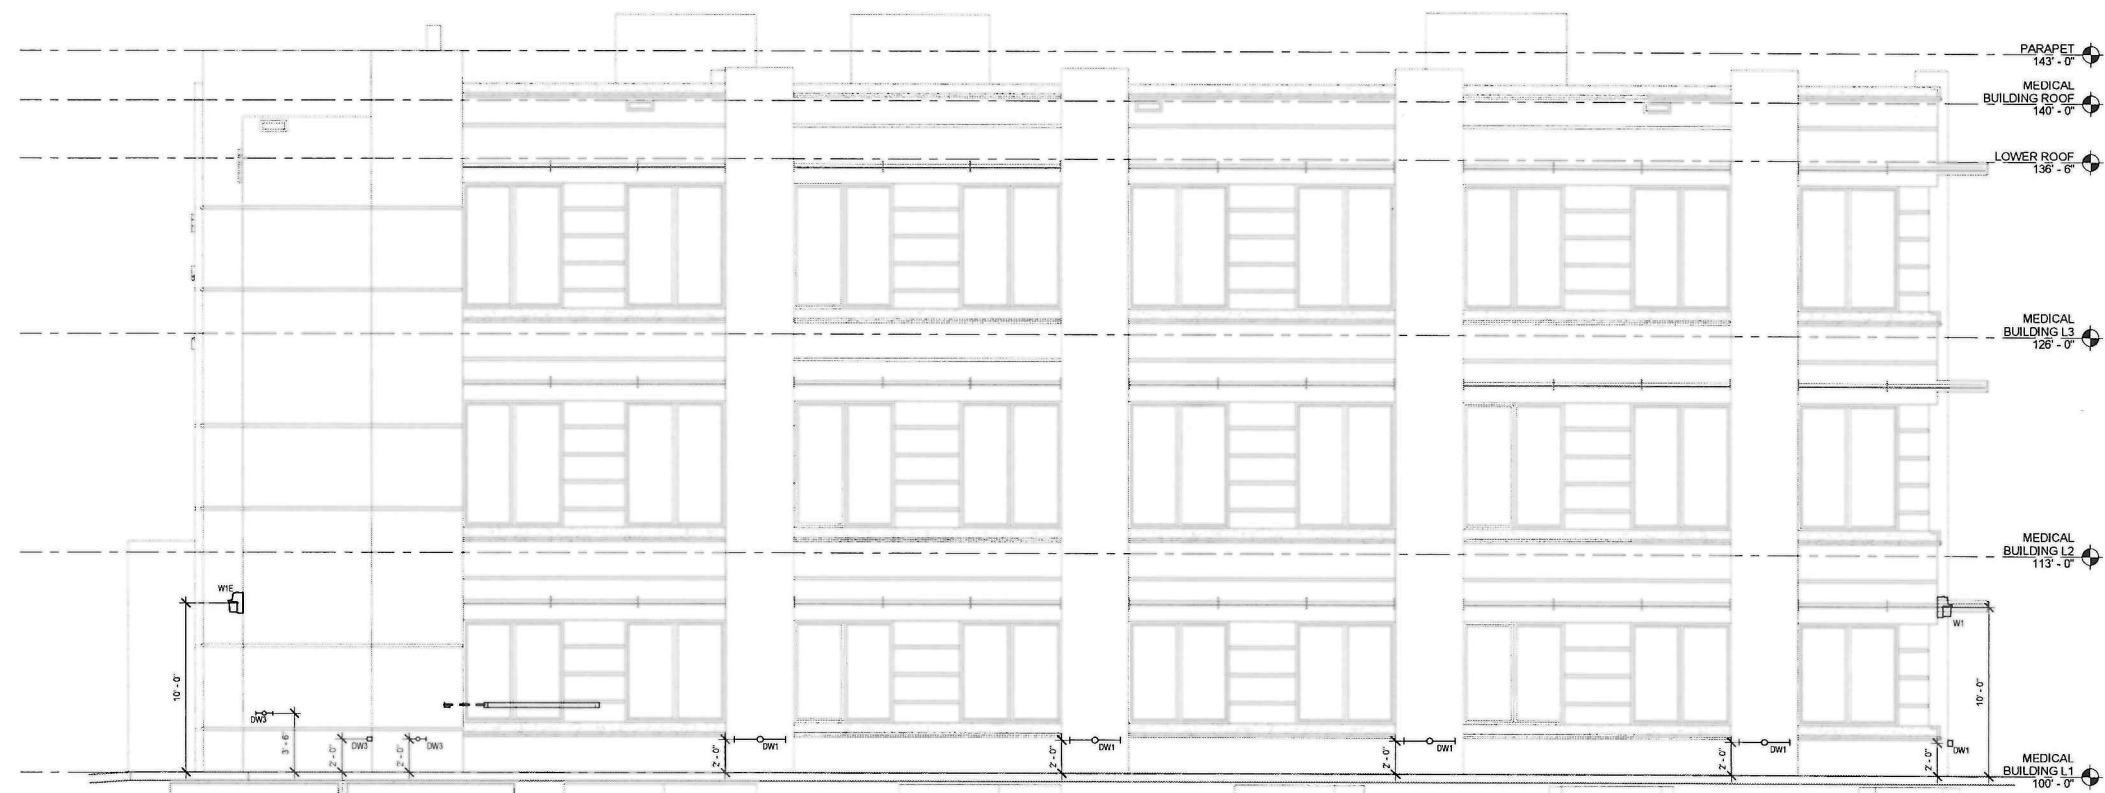 PARAPET
143' - 0"
MEDICAL
BUILDING ROOF
140' - 0"
LOWER ROOF
136' - 6"
MEDICAL
BUILDING L3
126' - 0"
MEDICAL
BUILDING L2
113' - 0"
W1E
W1
10' - 0"
10' - 0"
DW3
3' - 6"
2' - 0"
DW3
2' - 0"
DW3
2' - 0"
DW1
2' - 0"
DW1
2' - 0"
DW1
2' - 0"
DW1
2' - 0"
DW1
MEDICAL
BUILDING L1
100' - 0"